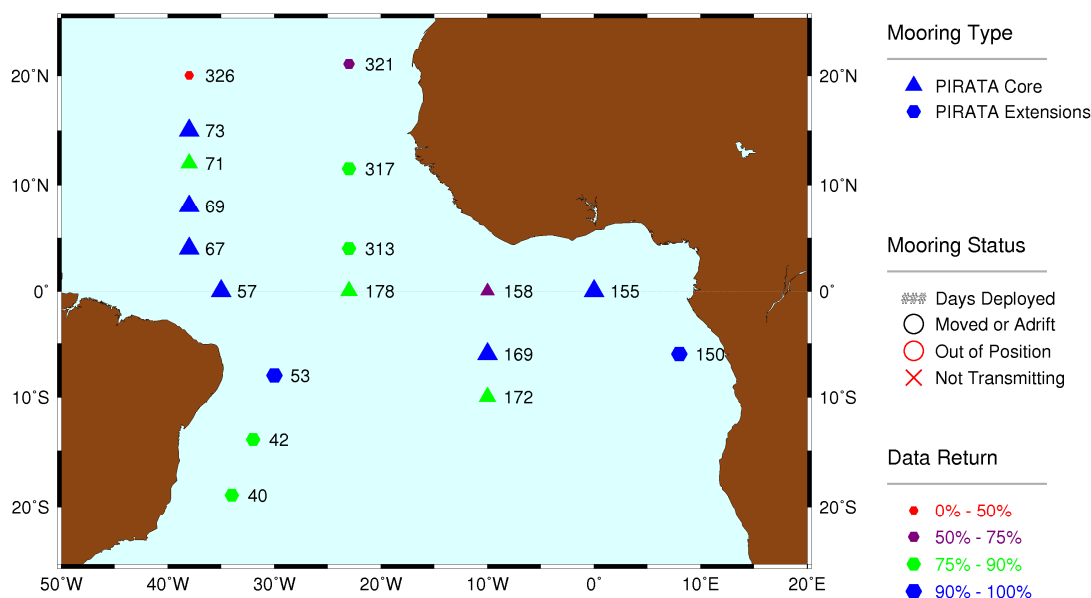 20°N
10°N
0°
10°S
20°S
50°W
40°W
30°W
20°W
10°W
0°
10°E
20°E
20°N
10°N
0°
10°S
20°S
326
321
73
71
317
69
67
313
57
178
158
155
169
150
53
172
42
40
Mooring Type
PIRATA Core
PIRATA Extensions
Mooring Status
### Days Deployed
Moved or Adrift
Out of Position
Not Transmitting
Data Return
0% - 50%
50% - 75%
75% - 90%
90% - 100%